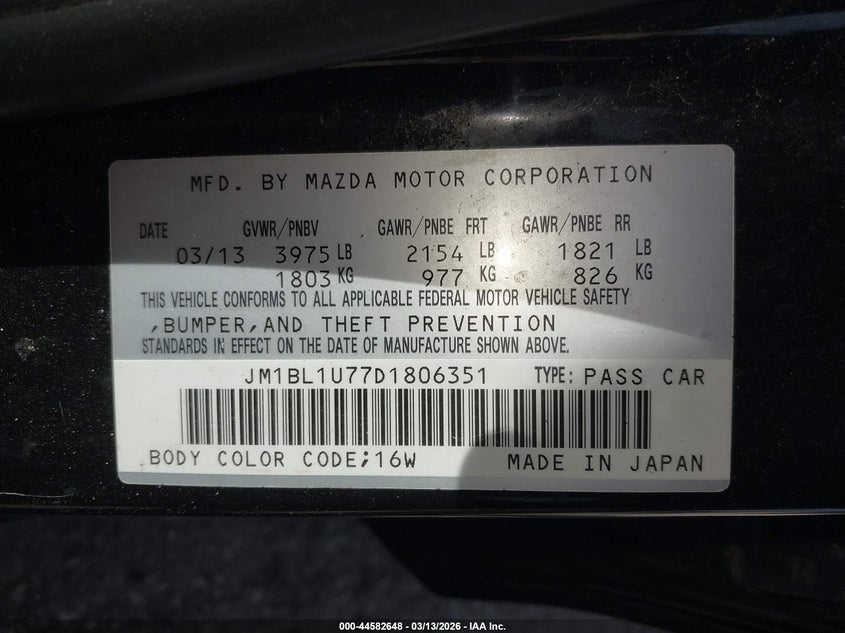 MFD. BY MAZDA MOTOR CORPORATION
DATE GVWR/PNBV GAWR/PNBE FRT GAWR/PNBE RR
03/13 3975 LB 2154 LB 1821 LB
1803 KG 977 KG 826 KG
THIS VEHICLE CONFORMS TO ALL APPLICABLE FEDERAL MOTOR VEHICLE SAFETY
,BUMPER,AND THEFT PREVENTION
STANDARDS IN EFFECT ON THE DATE OF MANUFACTURE SHOWN ABOVE.
JM1BL1U77D1806351 TYPE: PASS CAR
BODY COLOR CODE;16W MADE IN JAPAN
000-44582648 - 03/13/2026 - IAA Inc.